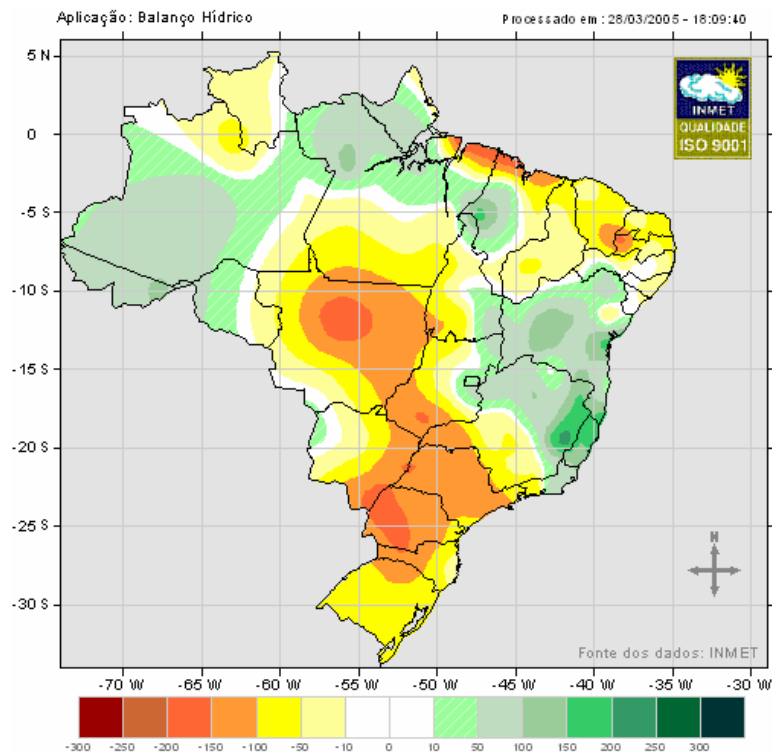 Aplicação: Balanço Hídrico
Processado em : 28/03/2005 - 18:09:40
INMET
QUALIDADE
ISO 9001
5 N
0
-5 S
-10 S
-15 S
-20 S
-25 S
-30 S
N
Fonte dos dados: INMET
-70 W -65 W -60 W -55 W -50 W -45 W -40 W -35 W -30 W
-300 -250 -200 -150 -100 -50 -10 0 10 50 100 150 200 250 300